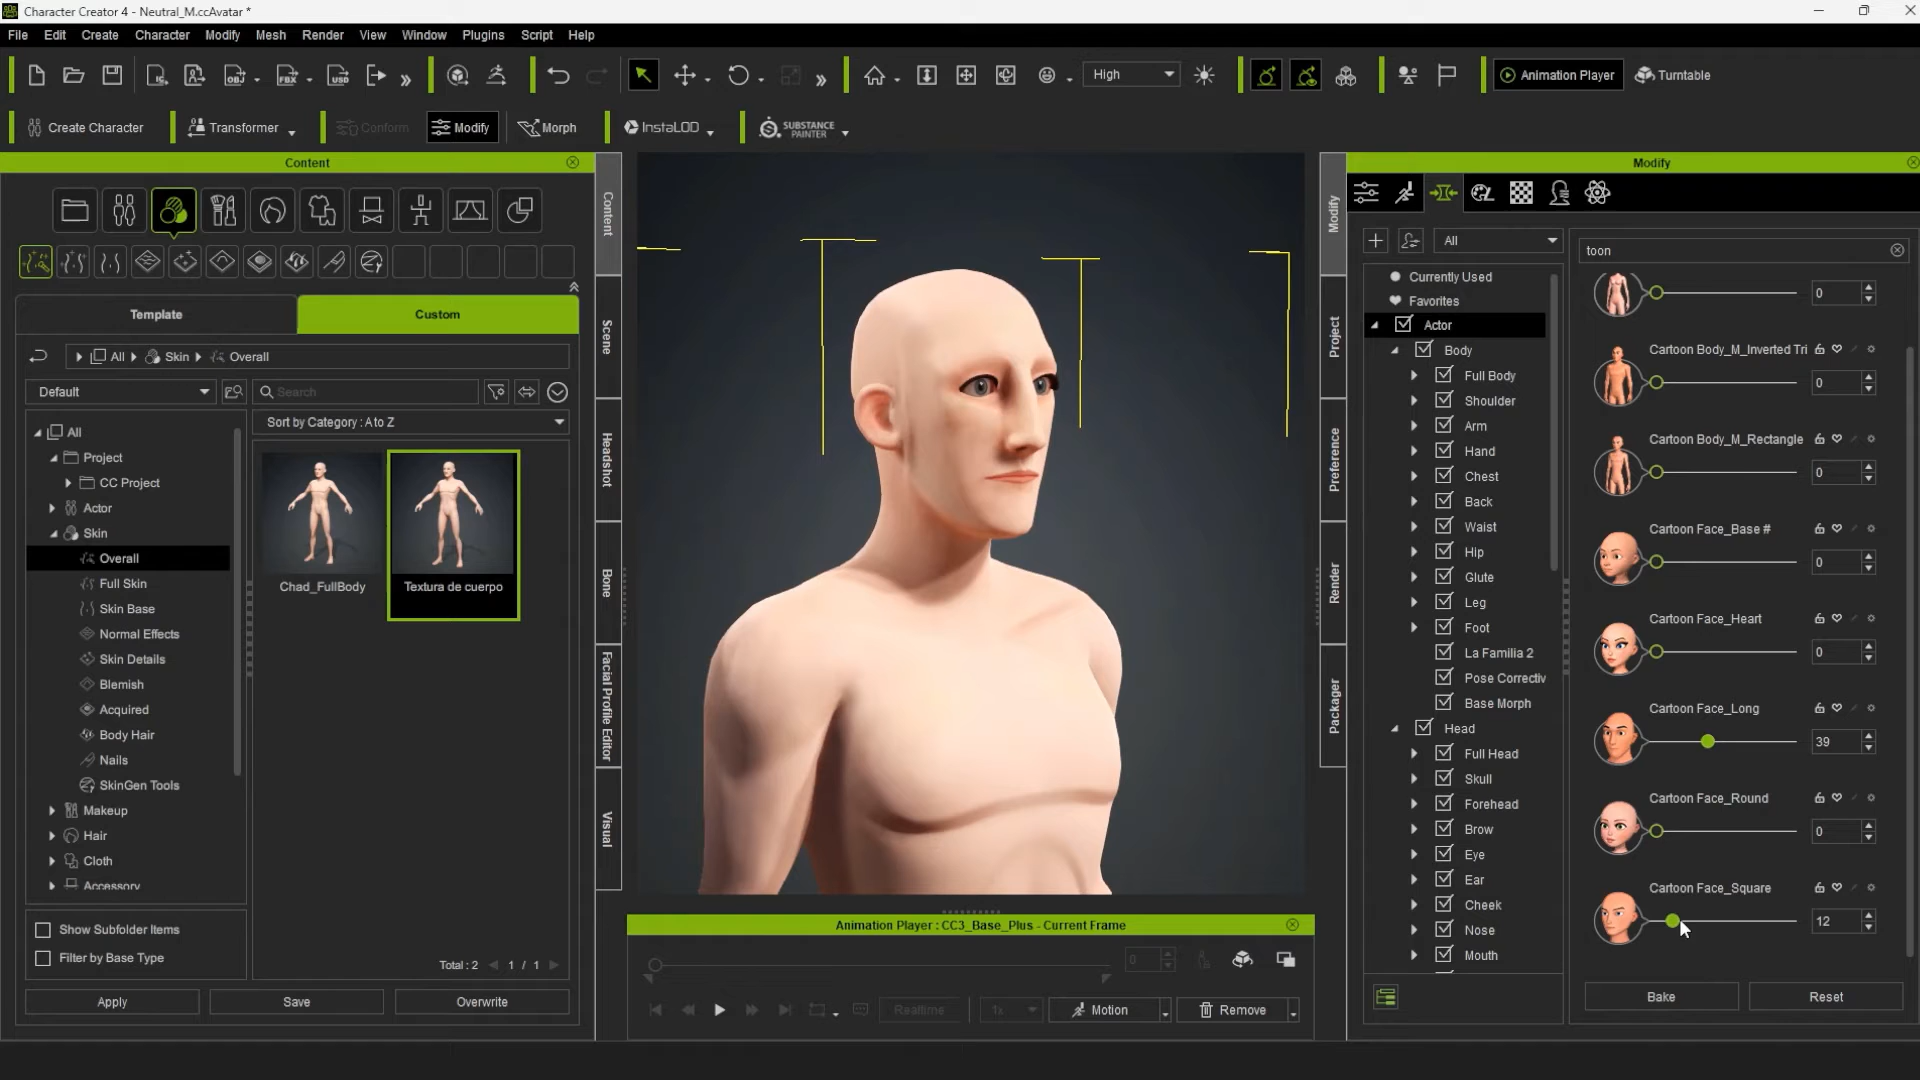 Character Creator 4 - Neutral_M.ccAvatar *
File Edit Create Character Modify Mesh Render View Window Plugins Script Help
High Animation Player Turntable
Create Character Transformer Conform Modify Morph InstaLOD SUBSTANCE PAINTER
Content
Template Custom
All Skin Overall
Default Search
Sort by Category : A to Z
All
Project
CC Project
Actor
Skin
Overall
Full Skin
Skin Base
Normal Effects
Skin Details
Blemish
Acquired
Body Hair
Nails
SkinGen Tools
Makeup
Hair
Cloth
Accessory
Chad_FullBody
Textura de cuerpo
Show Subfolder Items
Filter by Base Type
Total : 2 1 / 1
Apply Save Overwrite
Content
Scene
Headshot
Bone
Facial Profile Editor
Visual
Animation Player : CC3_Base_Plus - Current Frame
0
Realtime 1x Motion Remove
Modify
Project
Preference
Render
Packager
Modify
All
toon
Currently Used
Favorites
Actor
Body
Full Body
Shoulder
Arm
Hand
Chest
Back
Waist
Hip
Glute
Leg
Foot
La Familia 2
Pose Correctiv
Base Morph
Head
Full Head
Skull
Forehead
Brow
Eye
Ear
Cheek
Nose
Mouth
0
Cartoon Body_M_Inverted Tri
0
Cartoon Body_M_Rectangle
0
Cartoon Face_Base #
0
Cartoon Face_Heart
0
Cartoon Face_Long
39
Cartoon Face_Round
0
Cartoon Face_Square
12
Bake Reset